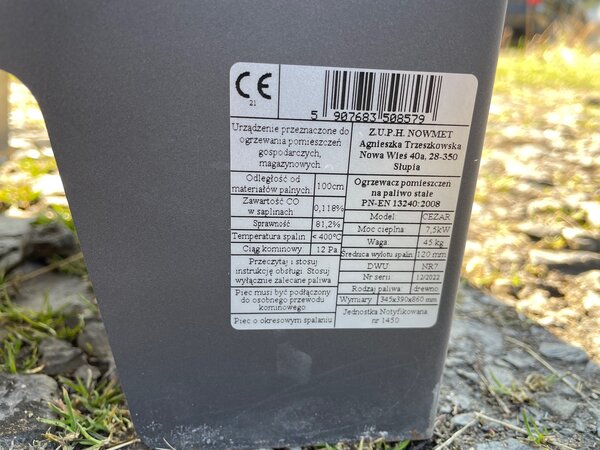 CE
21
5 907683 508579
Urządzenie przeznaczone do
ogrzewania pomieszczeń
gospodarczych,
magazynowych.
Z.U.P.H. NOWMET
Agnieszka Trzeszkowska
Nowa Wieś 40a, 28-350
Słupia
Odległość od
materiałów palnych 100cm
Zawartość CO
w saplinach 0,118%
Sprawność 81,2%
Temperatura spalin < 400°C
Ciąg kominowy 12 Pa
Przeczytaj i stosuj
instrukcję obsługi. Stosuj
wyłącznie zalecane paliwa
Piec musi być podłączony
do osobnego przewodu
kominowego
Piec o okresowym spalaniu
Ogrzewacz pomieszczeń
na paliwo stałe
PN-EN 13240:2008
Model CEZAR
Moc cieplna 7,5kW
Waga 45 kg
Średnica wylotu spalin 120 mm
DWU NR7
Nr serii 12/2022
Rodzaj paliwa: drewno
Wymiary 345x390x860 mm
Jednostka Notyfikowana
nr 1450